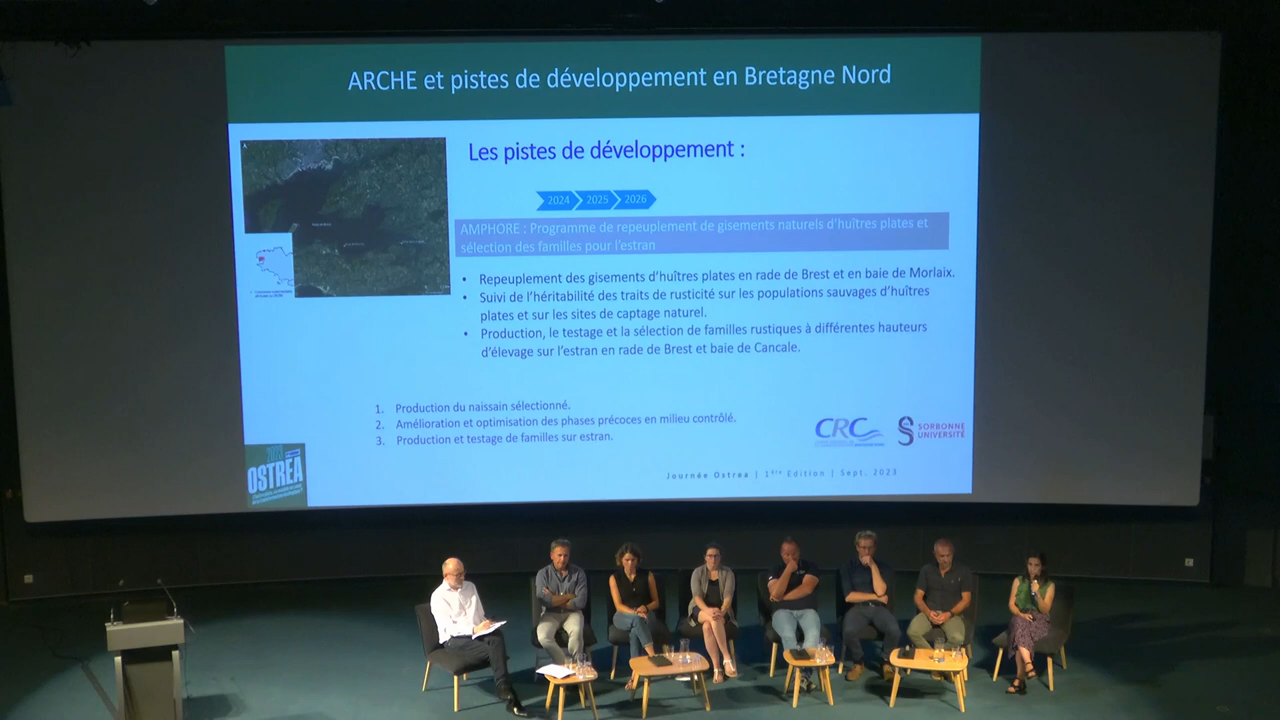 ARCHE et pistes de développement en Bretagne Nord
Les pistes de développement :
2024 2025 2026
AMPHORE : Programme de repeuplement de gisements naturels d'huîtres plates et
sélection des familles pour l'estran
• Repeuplement des gisements d'huîtres plates en rade de Brest et en baie de Morlaix.
• Suivi de l'héritabilité des traits de rusticité sur les populations sauvages d'huîtres
plates et sur les sites de captage naturel.
• Production, le testage et la sélection de familles rustiques à différentes hauteurs
d'élevage sur l'estran en rade de Brest et baie de Cancale.
1. Production du naissain sélectionné.
2. Amélioration et optimisation des phases précoces en milieu contrôlé.
3. Production et testage de familles sur estran.
CRC
SORBONNE
UNIVERSITÉ
OSTREA
Journée Ostrea | 1ère Edition | Sept. 2023